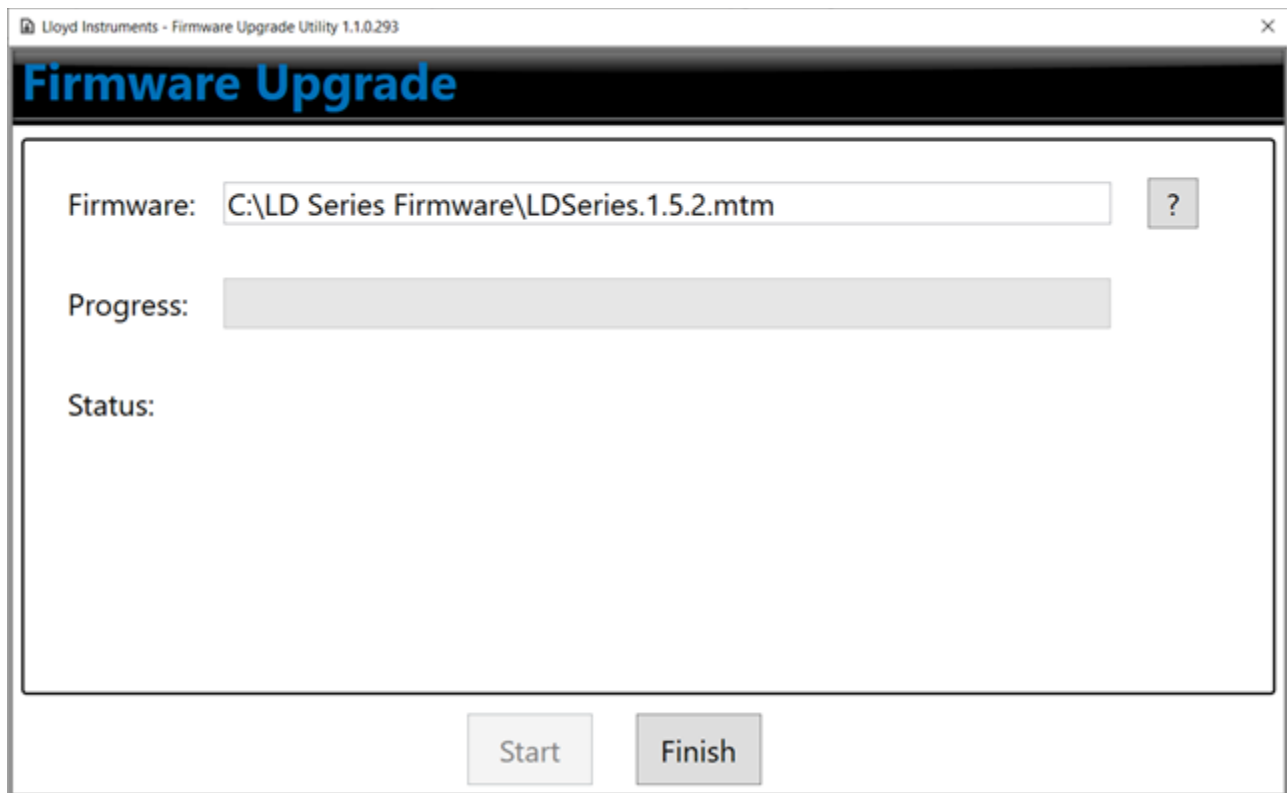 Lloyd Instruments - Firmware Upgrade Utility 1.1.0.293
Firmware Upgrade
Firmware: C:\LD Series Firmware\LDSeries.1.5.2.mtm ?
Progress:
Status:
Start Finish